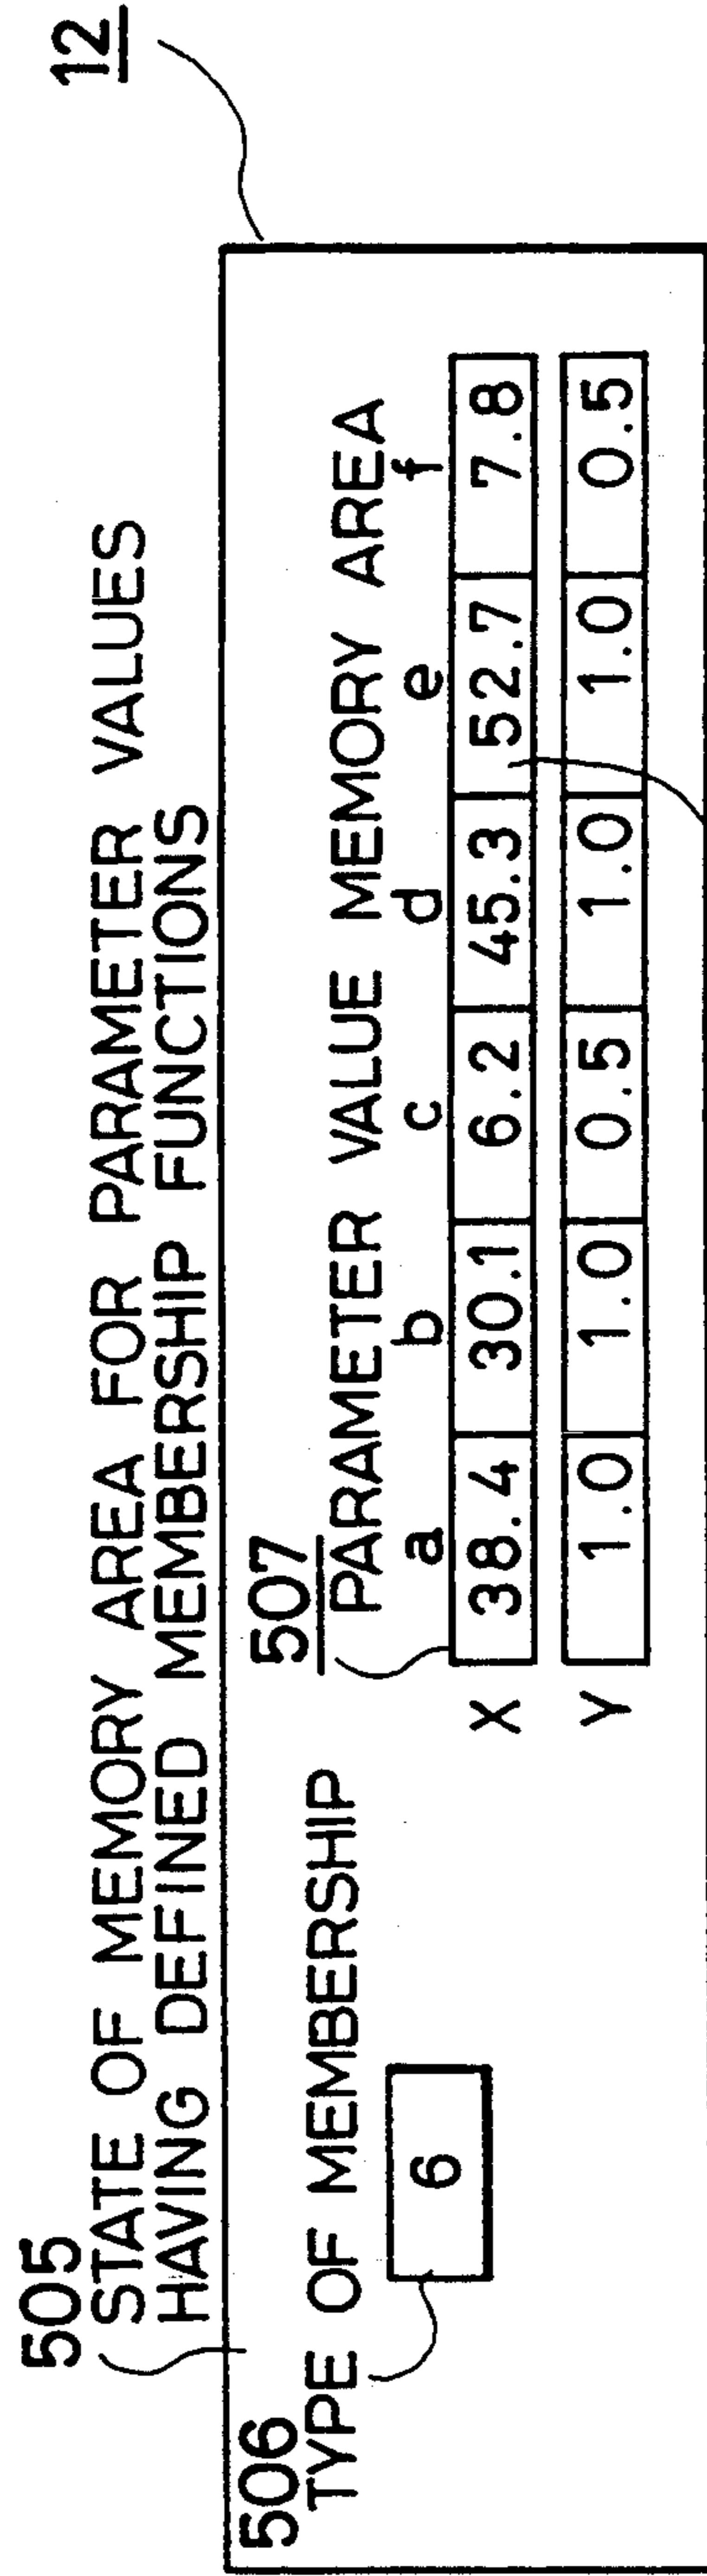 12
505
STATE OF MEMORY AREA FOR PARAMETER VALUES
HAVING DEFINED MEMBERSHIP FUNCTIONS
506
TYPE OF MEMBERSHIP
6
507
PARAMETER VALUE MEMORY AREA
a b c d e f
X 38.4 30.1 6.2 45.3 52.7 7.8
Y 1.0 1.0 0.5 1.0 1.0 0.5